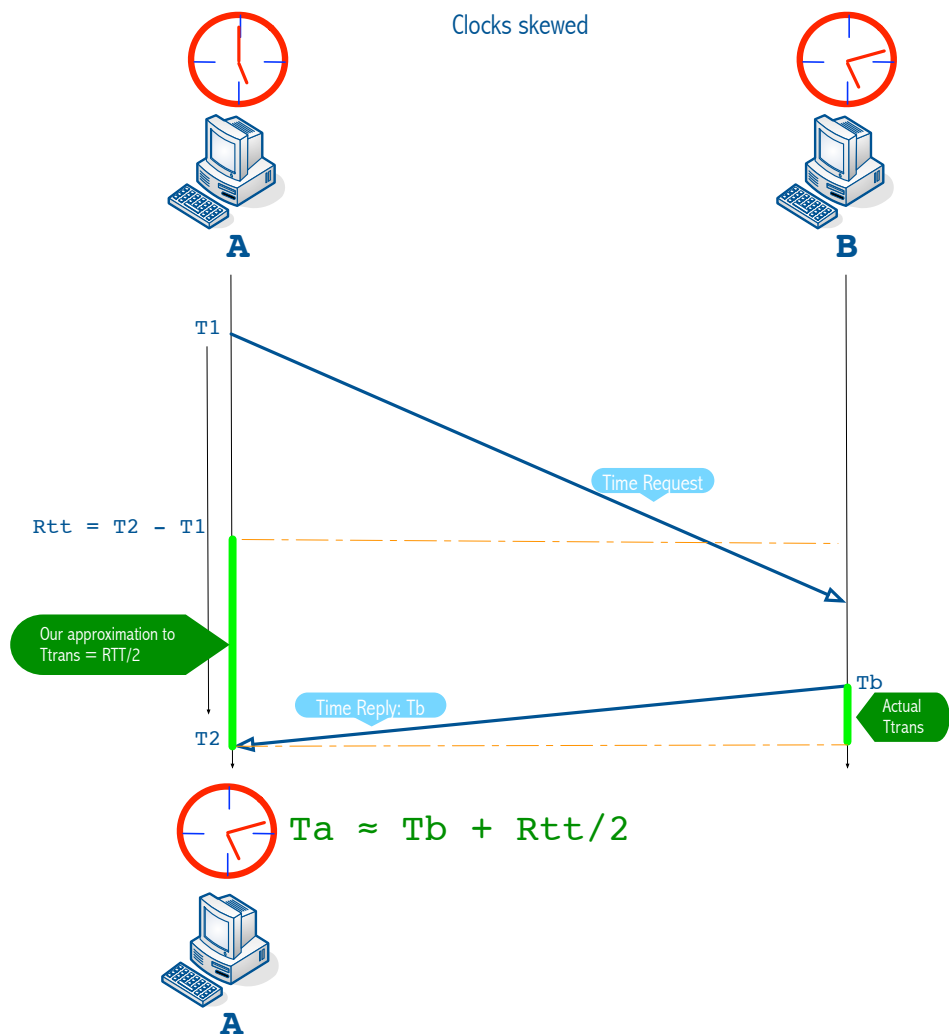 Clocks skewed
A
B
T1
Time Request
Rtt = T2 - T1
Our approximation to
Ttrans = RTT/2
Tb
Actual
Ttrans
Time Reply: Tb
T2
Ta ≈ Tb + Rtt/2
A